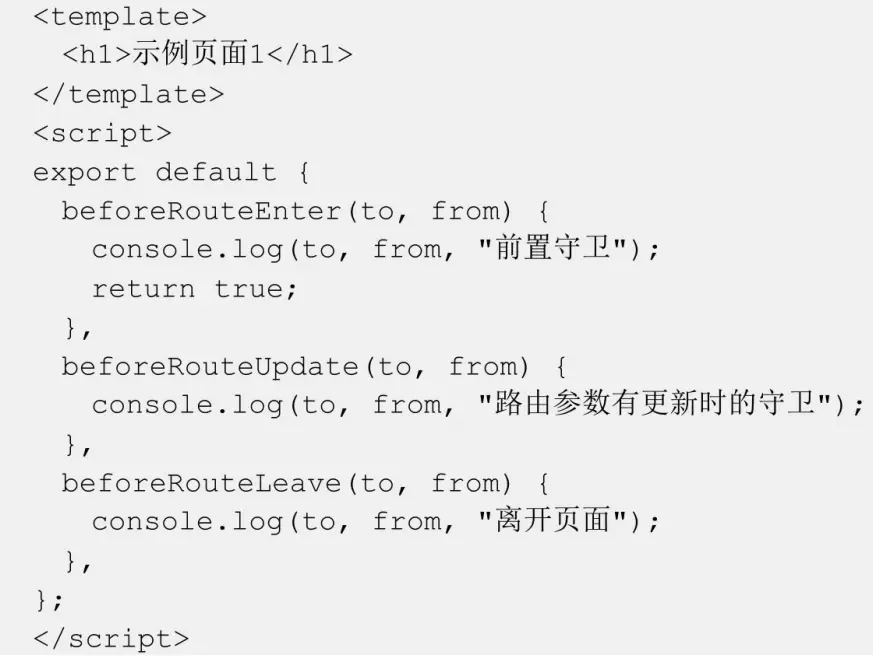 <template>
  <h1>示例页面1</h1>
</template>
<script>
export default {
  beforeRouteEnter(to, from) {
    console.log(to, from, "前置守卫");
    return true;
  },
  beforeRouteUpdate(to, from) {
    console.log(to, from, "路由参数有更新时的守卫");
  },
  beforeRouteLeave(to, from) {
    console.log(to, from, "离开页面");
  },
};
</script>